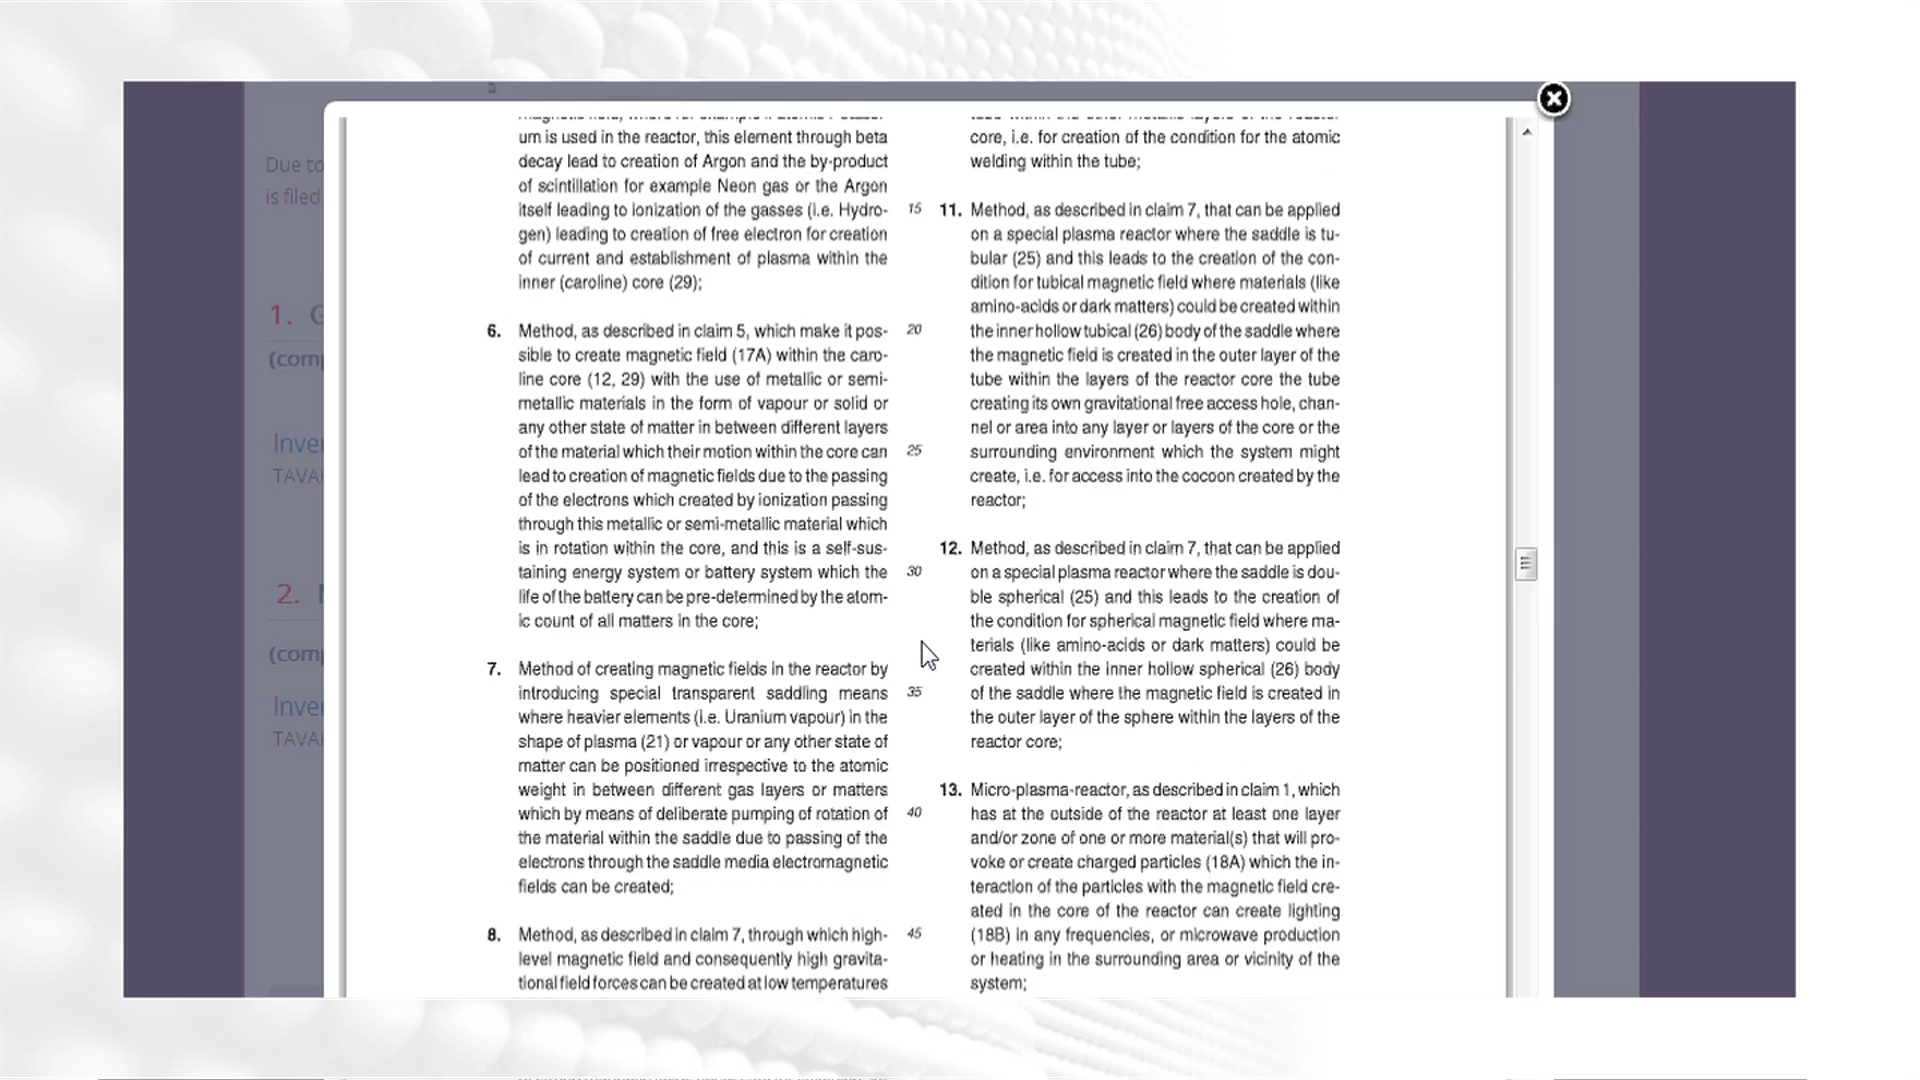 Due to
is filed
1. G
(comp
Inve
TAVA
2.
(comp
Inve
TAVA
um is used in the reactor, this element through beta
decay lead to creation of Argon and the by-product
of scintillation for example Neon gas or the Argon
itself leading to ionization of the gasses (i.e. Hydro-
gen) leading to creation of free electron for creation
of current and establishment of plasma within the
inner (caroline) core (29);
6. Method, as described in claim 5, which make it pos-
sible to create magnetic field (17A) within the caro-
line core (12, 29) with the use of metallic or semi-
metallic materials in the form of vapour or solid or
any other state of matter in between different layers
of the material which their motion within the core can
lead to creation of magnetic fields due to the passing
of the electrons which created by ionization passing
through this metallic or semi-metallic material which
is in rotation within the core, and this is a self-sus-
taining energy system or battery system which the
life of the battery can be pre-determined by the atom-
ic count of all matters in the core;
7. Method of creating magnetic fields in the reactor by
introducing special transparent saddling means
where heavier elements (i.e. Uranium vapour) in the
shape of plasma (21) or vapour or any other state of
matter can be positioned irrespective to the atomic
weight in between different gas layers or matters
which by means of deliberate pumping of rotation of
the material within the saddle due to passing of the
electrons through the saddle media electromagnetic
fields can be created;
8. Method, as described in claim 7, through which high-
level magnetic field and consequently high gravita-
tional field forces can be created at low temperatures
15
20
25
30
35
40
45
core, i.e. for creation of the condition for the atomic
welding within the tube;
11. Method, as described in claim 7, that can be applied
on a special plasma reactor where the saddle is tu-
bular (25) and this leads to the creation of the con-
dition for tubical magnetic field where materials (like
amino-acids or dark matters) could be created within
the inner hollow tubical (26) body of the saddle where
the magnetic field is created in the outer layer of the
tube within the layers of the reactor core the tube
creating its own gravitational free access hole, chan-
nel or area into any layer or layers of the core or the
surrounding environment which the system might
create, i.e. for access into the cocoon created by the
reactor;
12. Method, as described in claim 7, that can be applied
on a special plasma reactor where the saddle is dou-
ble spherical (25) and this leads to the creation of
the condition for spherical magnetic field where ma-
terials (like amino-acids or dark matters) could be
created within the inner hollow spherical (26) body
of the saddle where the magnetic field is created in
the outer layer of the sphere within the layers of the
reactor core;
13. Micro-plasma-reactor, as described in claim 1, which
has at the outside of the reactor at least one layer
and/or zone of one or more material(s) that will pro-
voke or create charged particles (18A) which the in-
teraction of the particles with the magnetic field cre-
ated in the core of the reactor can create lighting
(18B) in any frequencies, or microwave production
or heating in the surrounding area or vicinity of the
system;